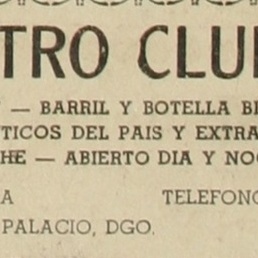 TRO CLU
— BARRIL Y BOTELLA B
TICOS DEL PAIS Y EXTRA
HE — ABIERTO DIA Y NO
A TELEFONO
PALACIO, DGO.